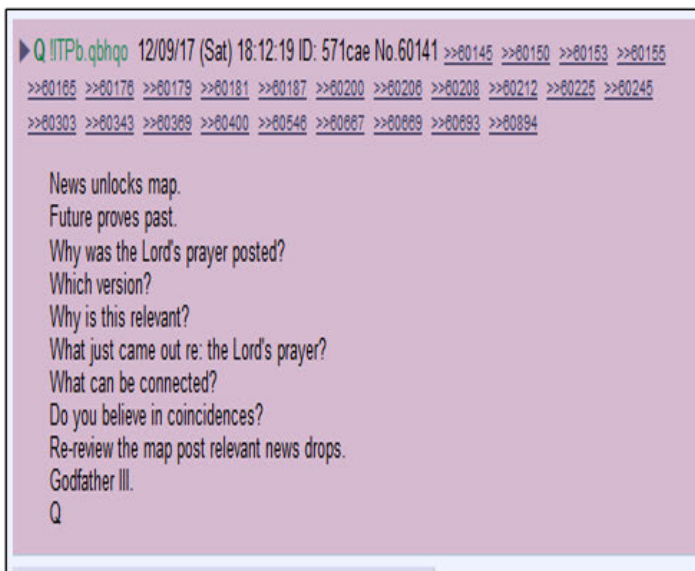 ▶Q !ITPb.qbhqo 12/09/17 (Sat) 18:12:19 ID: 571cae No.60141 >>60145 >>60150 >>60153 >>60155
>>60165 >>60176 >>60179 >>60181 >>60187 >>60200 >>60206 >>60208 >>60212 >>60225 >>60245
>>60303 >>60343 >>60369 >>60400 >>60546 >>60667 >>60669 >>60693 >>60894
News unlocks map.
Future proves past.
Why was the Lord's prayer posted?
Which version?
Why is this relevant?
What just came out re: the Lord's prayer?
What can be connected?
Do you believe in coincidences?
Re-review the map post relevant news drops.
Godfather III.
Q